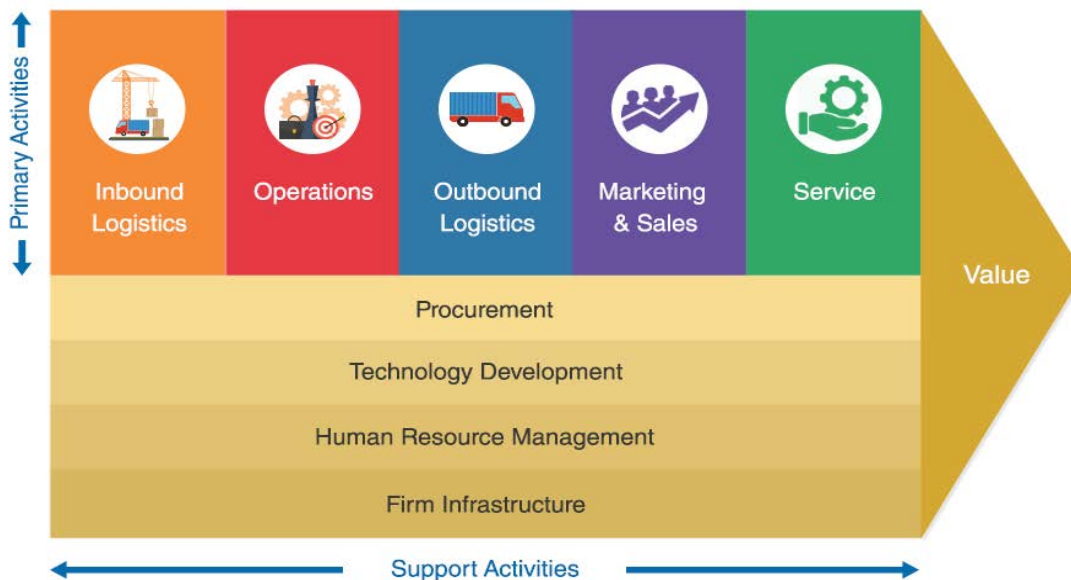 Primary Activities
Inbound
Logistics
Operations
Outbound
Logistics
Marketing
& Sales
Service
Value
Procurement
Technology Development
Human Resource Management
Firm Infrastructure
Support Activities